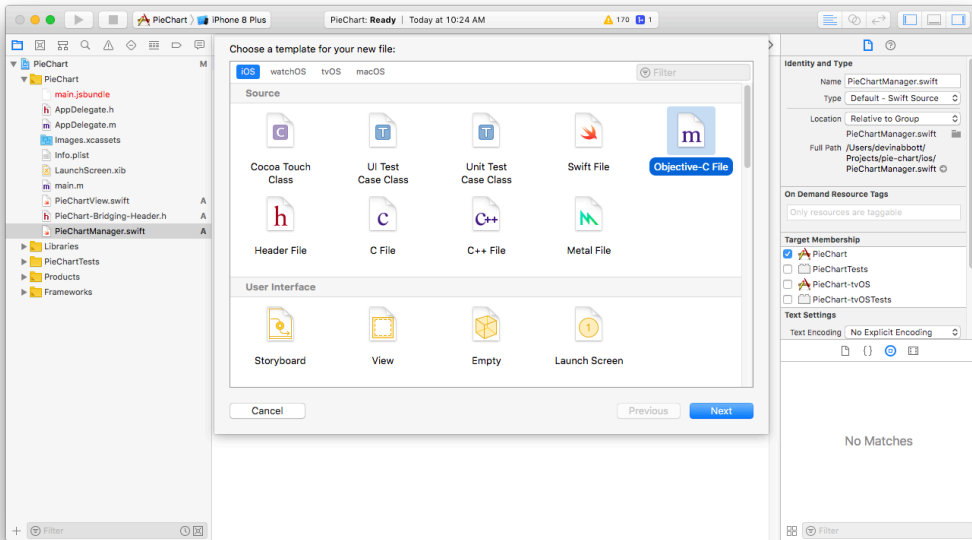 PieChart
iPhone 8 Plus
PieChart: Ready | Today at 10:24 AM
170
1
PieChart
M
PieChart
main.jsbundle
h AppDelegate.h
m AppDelegate.m
Images.xcassets
Info.plist
LaunchScreen.xib
m main.m
PieChartView.swift
A
h PieChart-Bridging-Header.h
A
PieChartManager.swift
A
Libraries
PieChartTests
Products
Frameworks
Filter
Choose a template for your new file:
iOS watchOS tvOS macOS
Filter
Source
C
T
T
m
Cocoa Touch
Class
UI Test
Case Class
Unit Test
Case Class
Swift File
Objective-C File
h
c
C++
Header File
C File
C++ File
Metal File
User Interface
1
Storyboard
View
Empty
Launch Screen
Cancel
Previous
Next
Identity and Type
Name PieChartManager.swift
Type Default - Swift Source
Location Relative to Group
PieChartManager.swift
Full Path /Users/devinabbott/
Projects/pie-chart/ios/
PieChartManager.swift
On Demand Resource Tags
Only resources are taggable
Target Membership
PieChart
PieChartTests
PieChart-tvOS
PieChart-tvOSTests
Text Settings
Text Encoding No Explicit Encoding
{}
No Matches
Filter